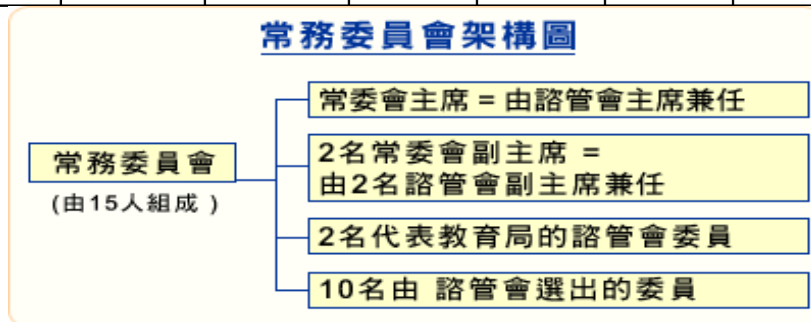 常務委員會架構圖
常委會主席 = 由諮管會主席兼任
常務委員會
(由15人組成 )
2名常委會副主席 =
由2名諮管會副主席兼任
2名代表教育局的諮管會委員
10名由 諮管會選出的委員